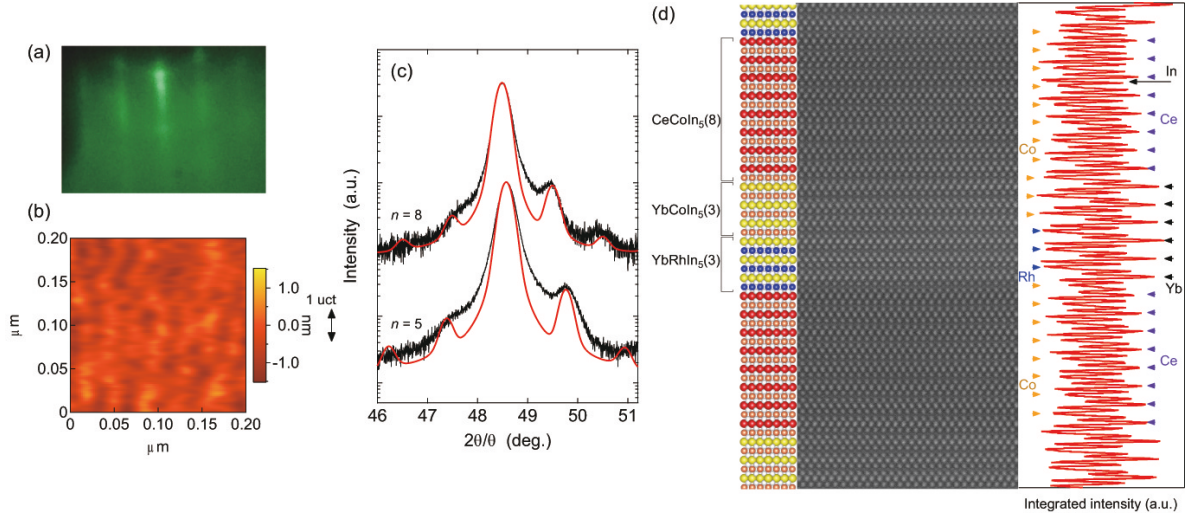 (a)
(b)
μm
0.20
0.15
0.10
0.05
0
0
0.05
0.10
0.15
0.20
μm
1.0
0.0
-1.0
nm
1 uct
(c)
Intensity (a.u.)
n = 8
n = 5
46
47
48
49
50
51
2θ/θ (deg.)
(d)
CeCoIn5(8)
YbCoIn5(3)
YbRhIn5(3)
In
Ce
Co
Rh
Yb
Ce
Co
Integrated intensity (a.u.)